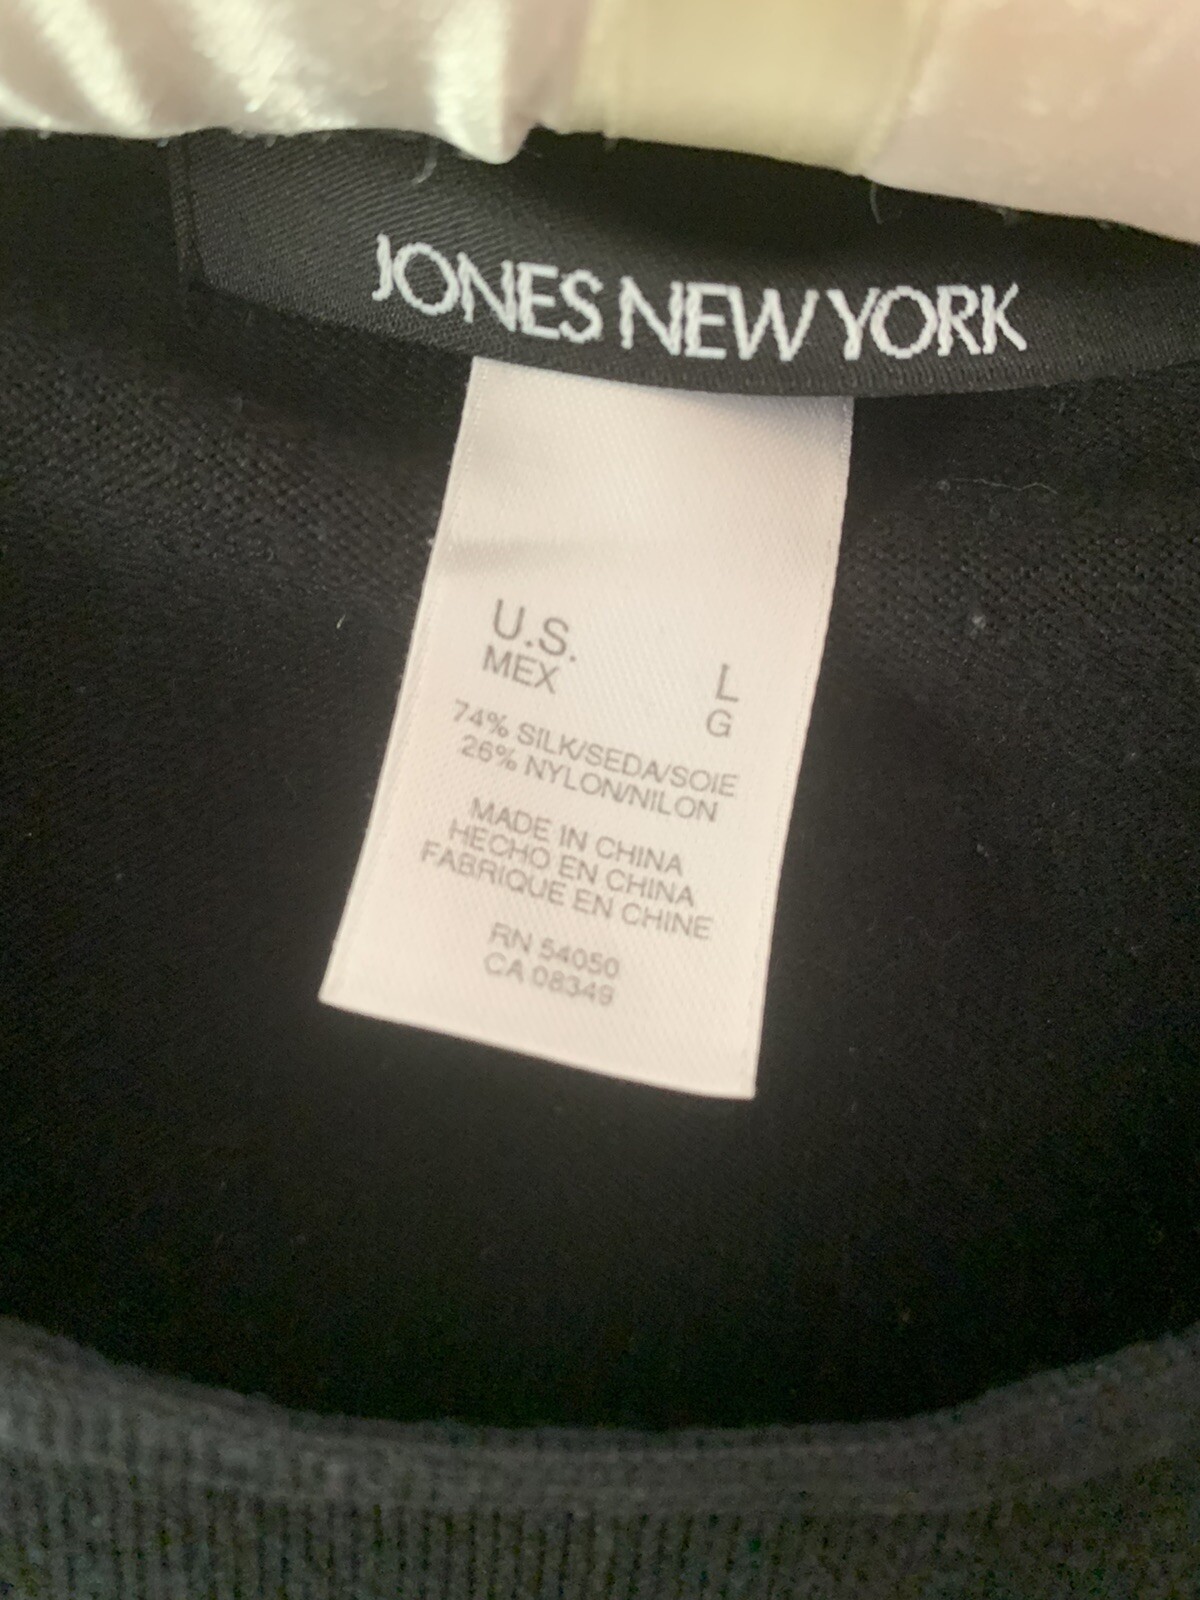 JONES NEW YORK
U.S. L
MEX G
74% SILK/SEDA/SOIE
26% NYLON/NILON
MADE IN CHINA
HECHO EN CHINA
FABRIQUE EN CHINE
RN 54050
CA 08349